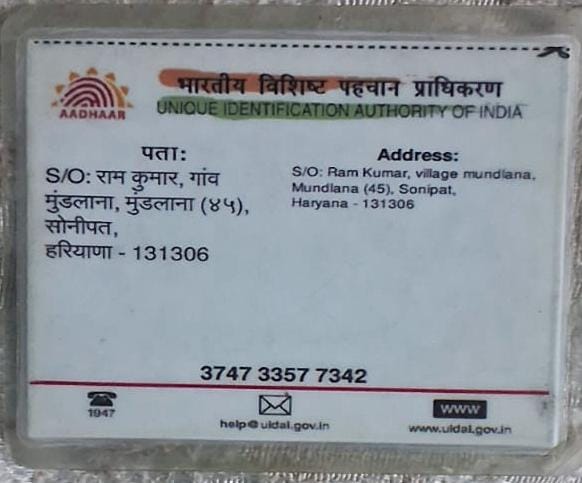 भारतीय विशिष्ट पहचान प्राधिकरण
AADHAAR
UNIQUE IDENTIFICATION AUTHORITY OF INDIA
पता:
S/O: राम कुमार, गांव
मुंडलाना, मुंडलाना (४५),
सोनीपत,
हरियाणा - 131306
Address:
S/O: Ram Kumar, village mundlana,
Mundlana (45), Sonipat,
Haryana - 131306
3747 3357 7342
1947
help@uidai.gov.in
www
www.uidai.gov.in